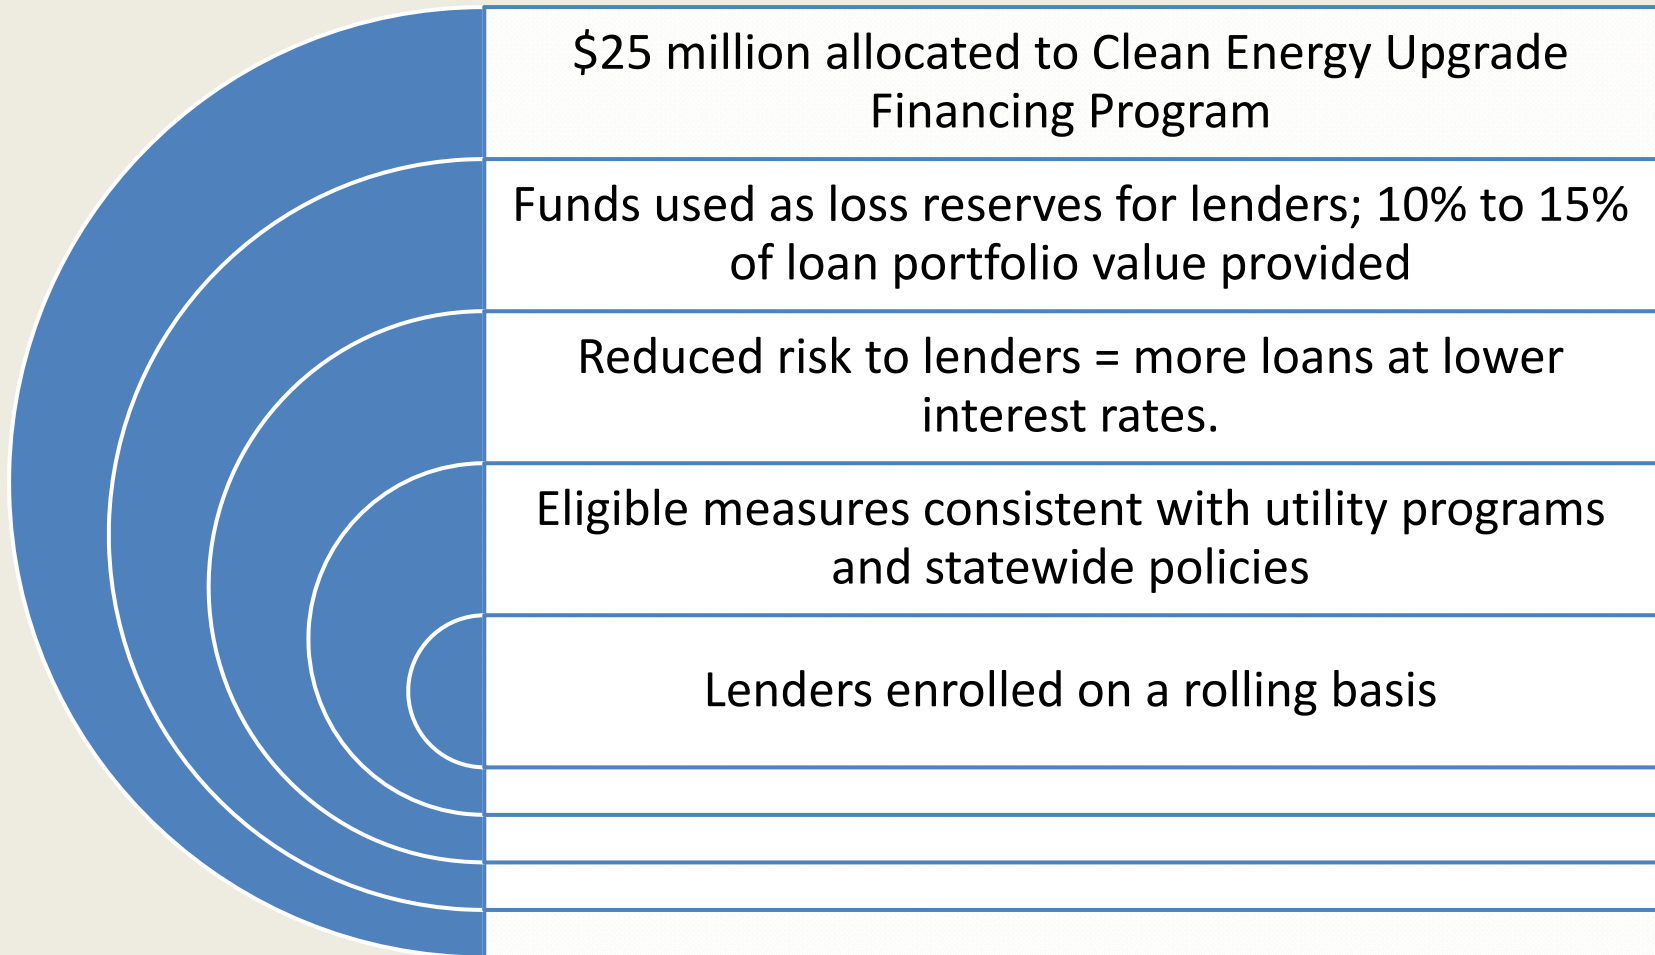 $25 million allocated to Clean Energy Upgrade
Financing Program
Funds used as loss reserves for lenders; 10% to 15%
of loan portfolio value provided
Reduced risk to lenders = more loans at lower
interest rates.
Eligible measures consistent with utility programs
and statewide policies
Lenders enrolled on a rolling basis